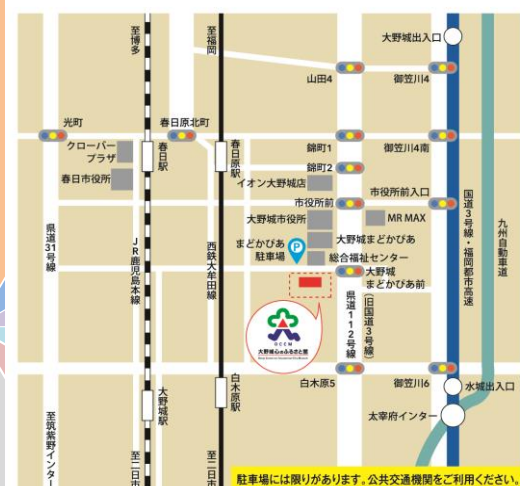 至博多
至福岡
大野城出入口
山田4
御笠川4
光町
春日原北町
クローバー
プラザ
春日市役所
春日駅
春日原駅
錦町1
御笠川4南
錦町2
イオン大野城店
市役所前
市役所前入口
大野城市役所
MR MAX
まどかぴあ
駐車場
P
大野城まどかぴあ
総合福祉センター
大野城
まどかぴあ前
県道31号線
JR鹿児島本線
西鉄大牟田線
県道112号線
(旧国道3号線)
国道3号線・福岡都市高速
九州自動車道
OCCM
大野城心のふるさと館
白木原5
御笠川6
水城出入口
太宰府インター
大野城駅
白木原駅
至筑紫野インター
至二日市
至二日市
駐車場には限りがあります。公共交通機関をご利用ください。